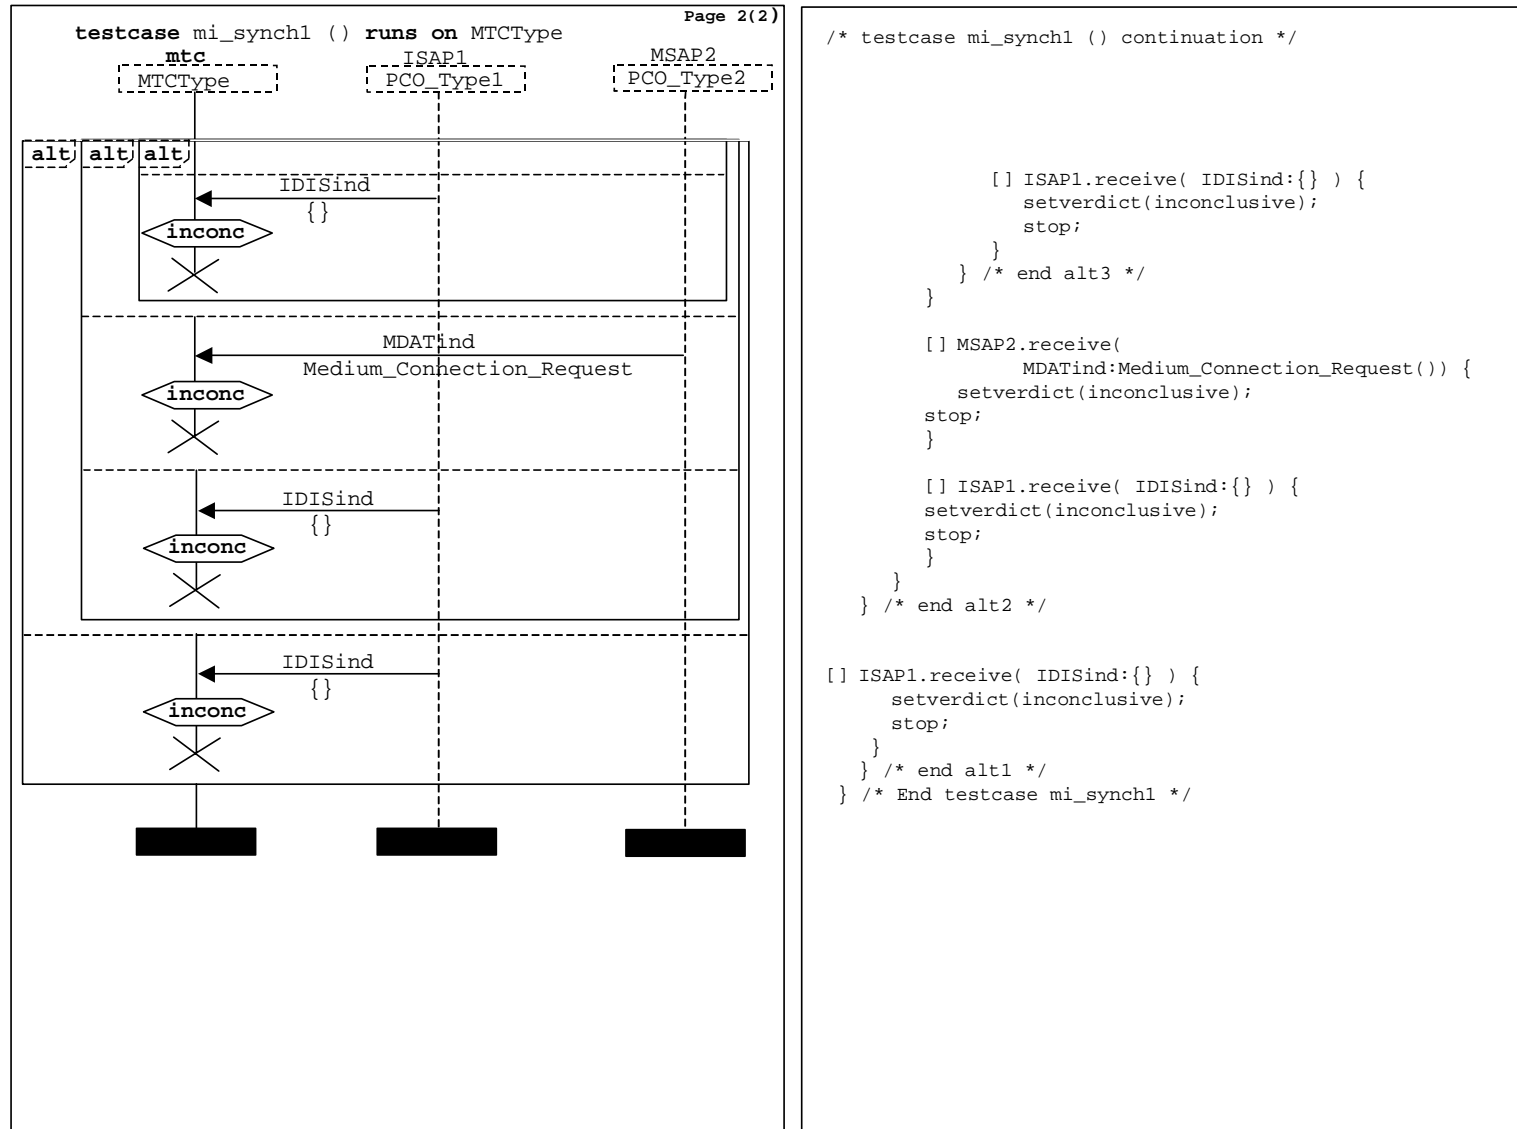 Page 2(2)
testcase mi_synch1 () runs on MTCType
mtc ISAP1 MSAP2
MTCType PCO_Type1 PCO_Type2
alt alt alt
IDISind
{}
inconc
MDATind
Medium_Connection_Request
inconc
IDISind
{}
inconc
IDISind
{}
inconc
/* testcase mi_synch1 () continuation */
[] ISAP1.receive( IDISind:{} ) {
setverdict(inconclusive);
stop;
}
} /* end alt3 */
}
[] MSAP2.receive(
MDATind:Medium_Connection_Request()) {
setverdict(inconclusive);
stop;
}
[] ISAP1.receive( IDISind:{} ) {
setverdict(inconclusive);
stop;
}
}
} /* end alt2 */
[] ISAP1.receive( IDISind:{} ) {
setverdict(inconclusive);
stop;
}
} /* end alt1 */
} /* End testcase mi_synch1 */